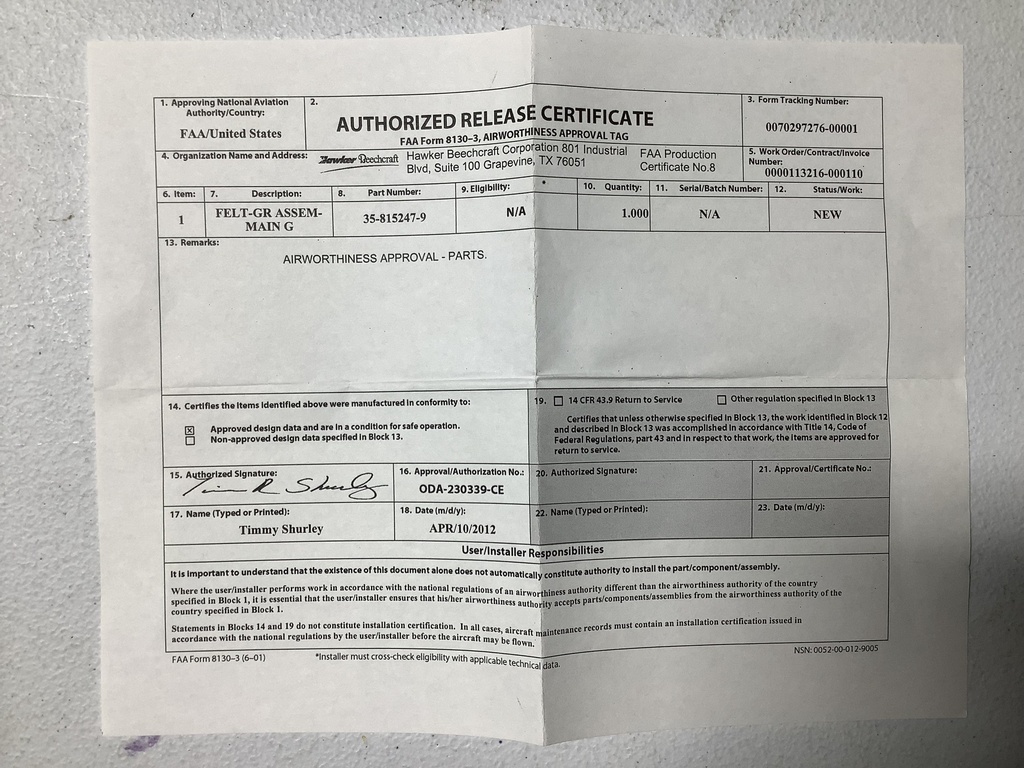 1. Approving National Aviation
Authority/Country:
FAA/United States
2.
AUTHORIZED RELEASE CERTIFICATE
FAA Form 8130–3, AIRWORTHINESS APPROVAL TAG
3. Form Tracking Number:
0070297276-00001
4. Organization Name and Address:
Hawker Beechcraft
Hawker Beechcraft Corporation 801 Industrial
Blvd, Suite 100 Grapevine, TX 76051
FAA Production
Certificate No.8
5. Work Order/Contract/Invoice
Number:
0000113216-000110
6. Item:
1
7. Description:
FELT-GR ASSEM-
MAIN G
8. Part Number:
35-815247-9
9. Eligibility: *
N/A
10. Quantity:
1.000
11. Serial/Batch Number:
N/A
12. Status/Work:
NEW
13. Remarks:
AIRWORTHINESS APPROVAL - PARTS.
14. Certifies the items identified above were manufactured in conformity to:
Approved design data and are in a condition for safe operation.
Non-approved design data specified in Block 13.
19. 14 CFR 43.9 Return to Service Other regulation specified in Block 13
Certifies that unless otherwise specified in Block 13, the work identified in Block 12
and described in Block 13 was accomplished in accordance with Title 14, Code of
Federal Regulations, part 43 and in respect to that work, the items are approved for
return to service.
15. Authorized Signature:
Timmy R Shurley
16. Approval/Authorization No.:
ODA-230339-CE
20. Authorized Signature:
21. Approval/Certificate No.:
17. Name (Typed or Printed):
Timmy Shurley
18. Date (m/d/y):
APR/10/2012
22. Name (Typed or Printed):
23. Date (m/d/y):
User/Installer Responsibilities
It is important to understand that the existence of this document alone does not automatically constitute authority to install the part/component/assembly.
Where the user/installer performs work in accordance with the national regulations of an airworthiness authority different than the airworthiness authority of the country
specified in Block 1, it is essential that the user/installer ensures that his/her airworthiness authority accepts parts/components/assemblies from the airworthiness authority of the
country specified in Block 1.
Statements in Blocks 14 and 19 do not constitute installation certification. In all cases, aircraft maintenance records must contain an installation certification issued in
accordance with the national regulations by the user/installer before the aircraft may be flown.
FAA Form 8130–3 (6–01)
*Installer must cross-check eligibility with applicable technical data.
NSN: 0052-00-012-9005